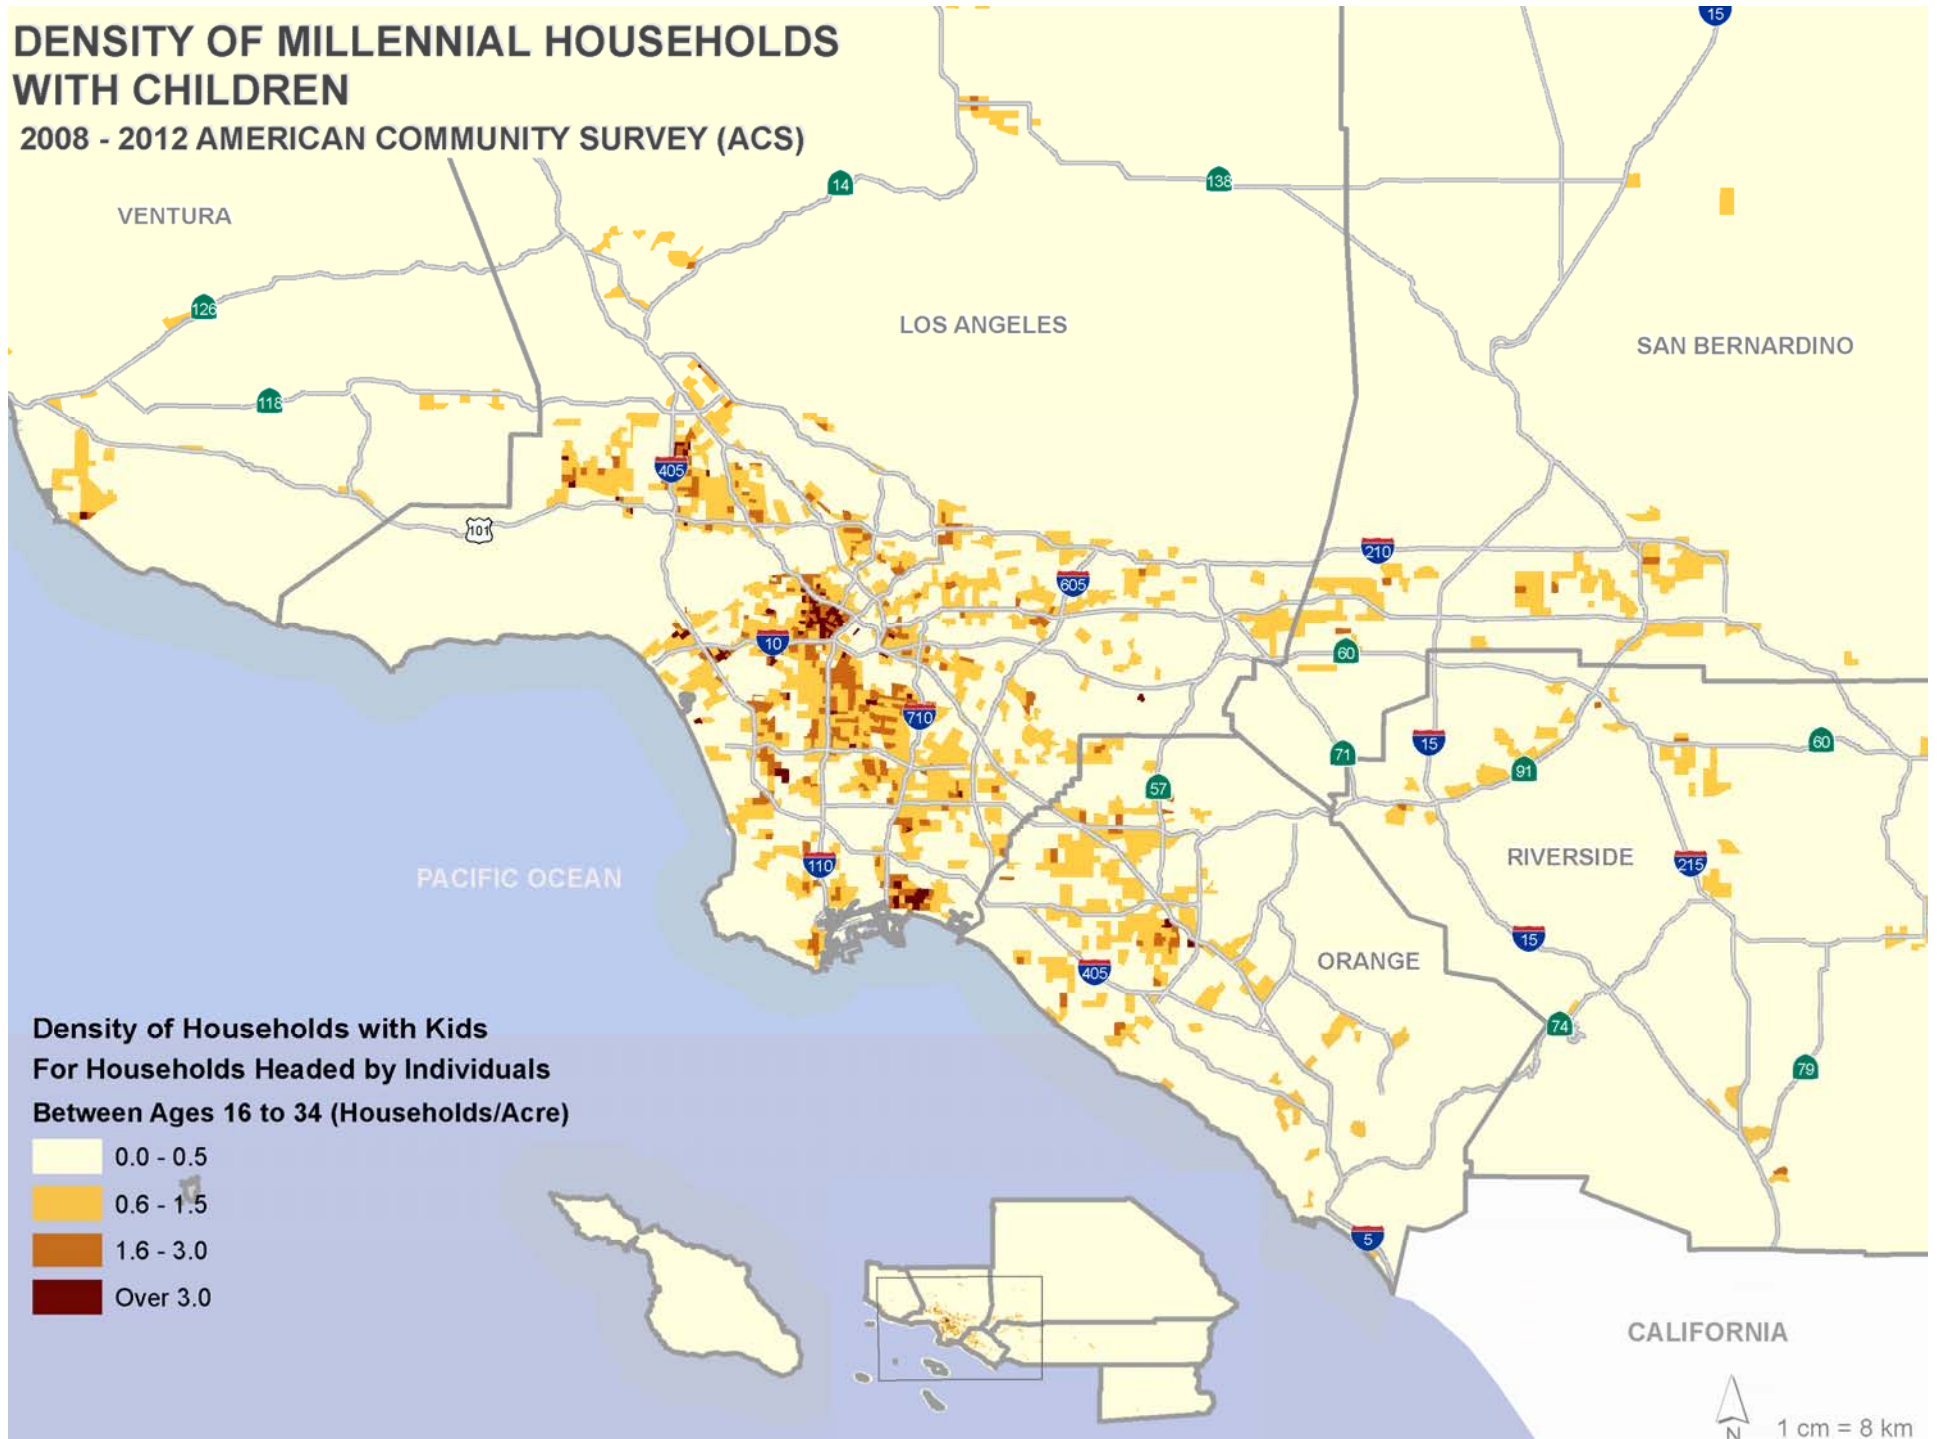 DENSITY OF MILLENNIAL HOUSEHOLDS
WITH CHILDREN
2008 - 2012 AMERICAN COMMUNITY SURVEY (ACS)
15
14
138
VENTURA
126
LOS ANGELES
SAN BERNARDINO
118
405
101
210
605
10
60
710
71
15
60
91
57
110
RIVERSIDE
215
PACIFIC OCEAN
15
ORANGE
405
74
79
5
Density of Households with Kids
For Households Headed by Individuals
Between Ages 16 to 34 (Households/Acre)
0.0 - 0.5
0.6 - 1.5
1.6 - 3.0
Over 3.0
CALIFORNIA
N
1 cm = 8 km